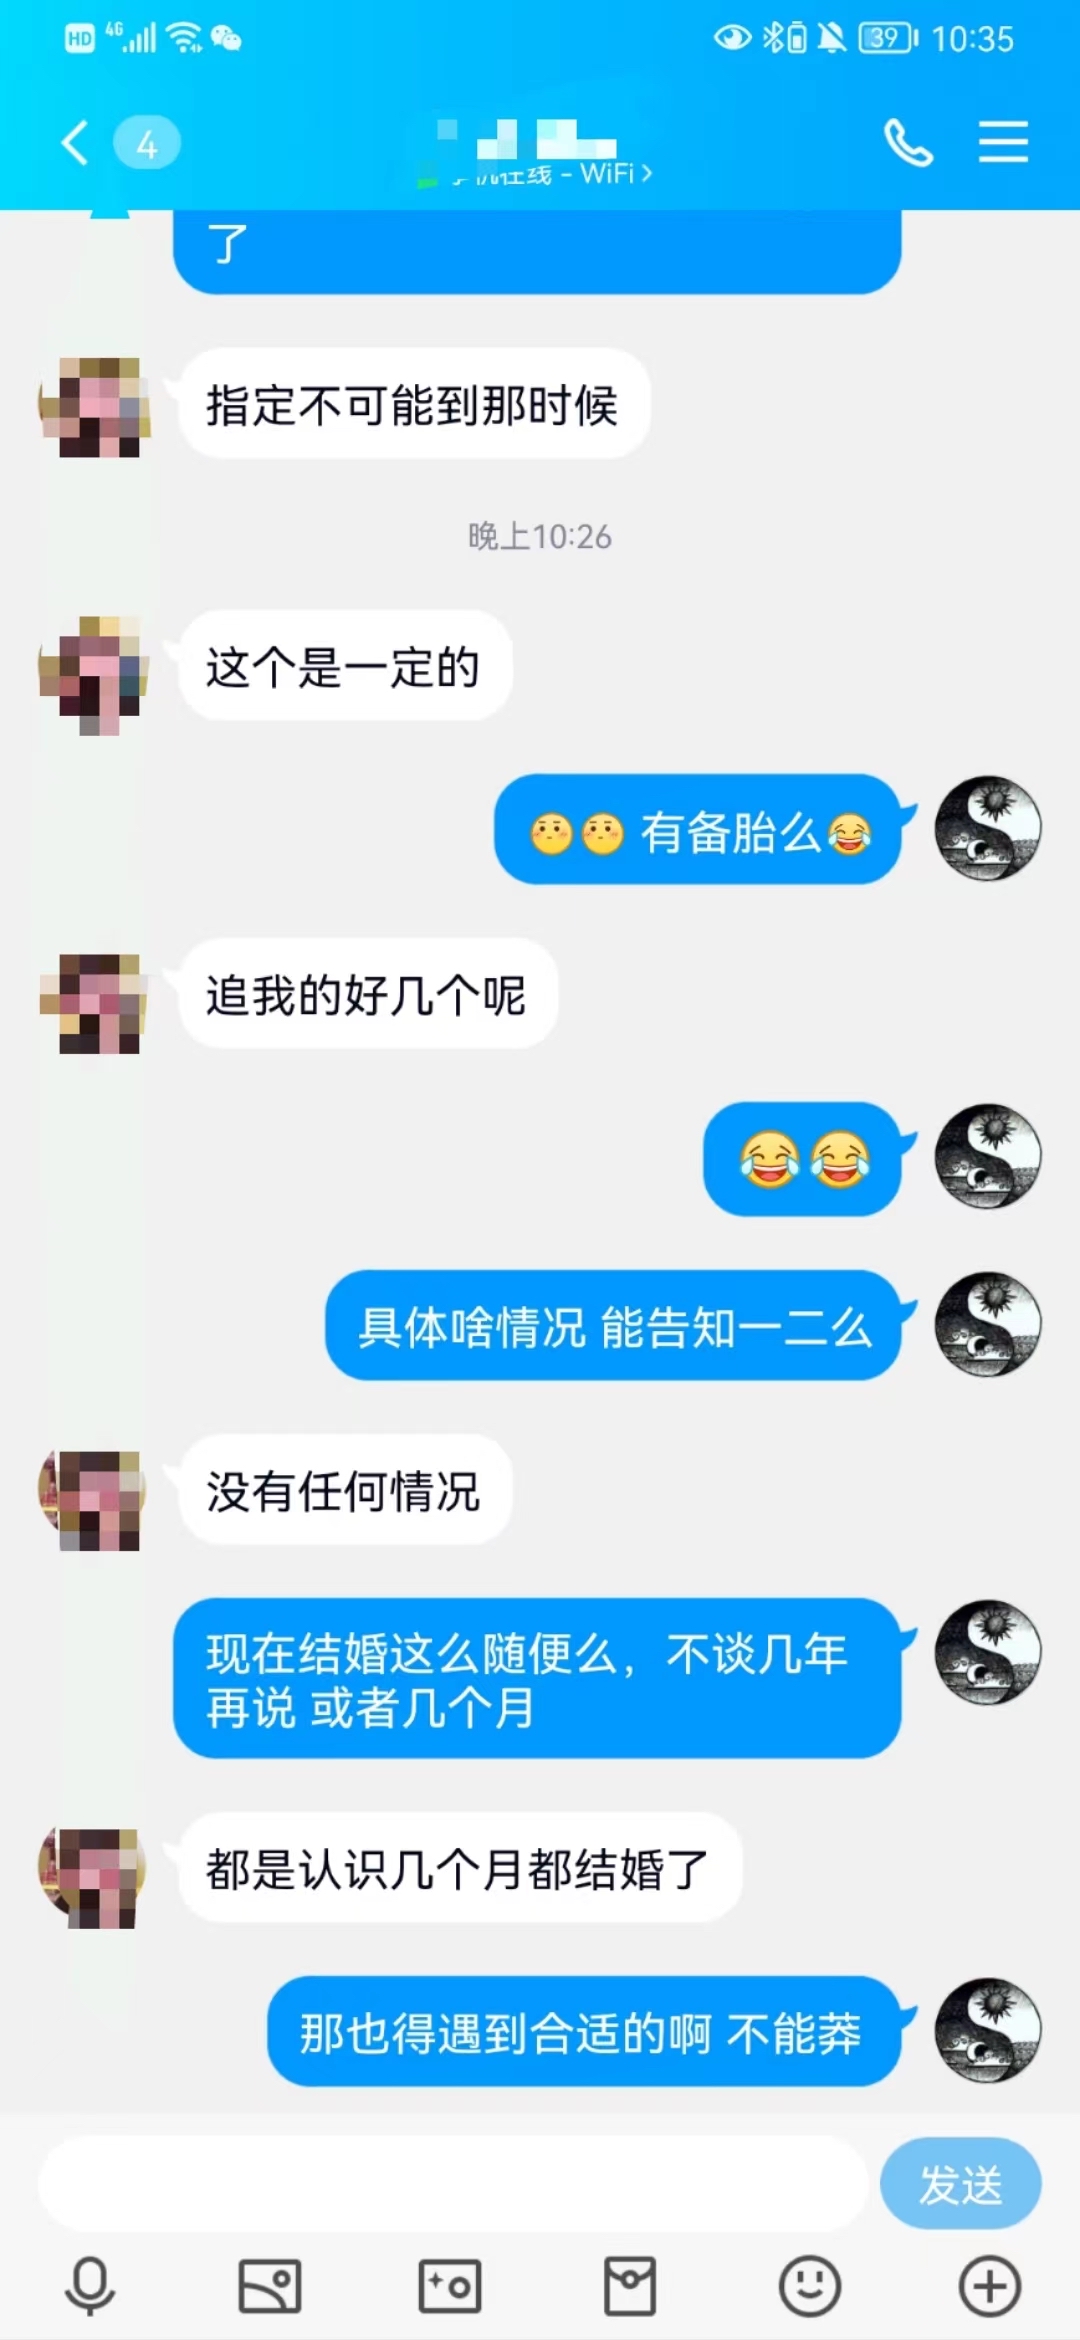 HD 4G 39 10:35
4
手机在线 - WiFi
了
指定不可能到那时候
晚上10:26
这个是一定的
有备胎么
追我的好几个呢
具体啥情况 能告知一二么
没有任何情况
现在结婚这么随便么，不谈几年
再说 或者几个月
都是认识几个月都结婚了
那也得遇到合适的啊 不能莽
发送